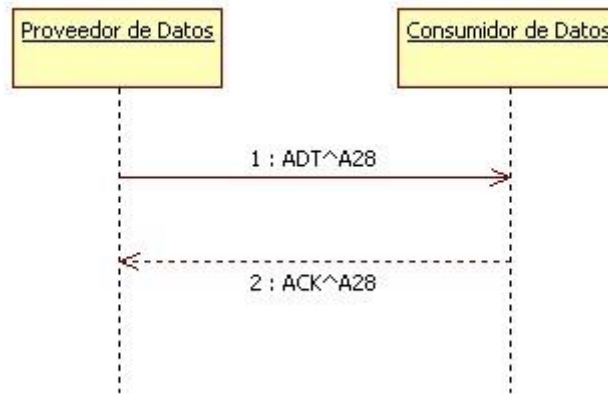 Proveedor de Datos
Consumidor de Datos
1 : ADT^A28
2 : ACK^A28